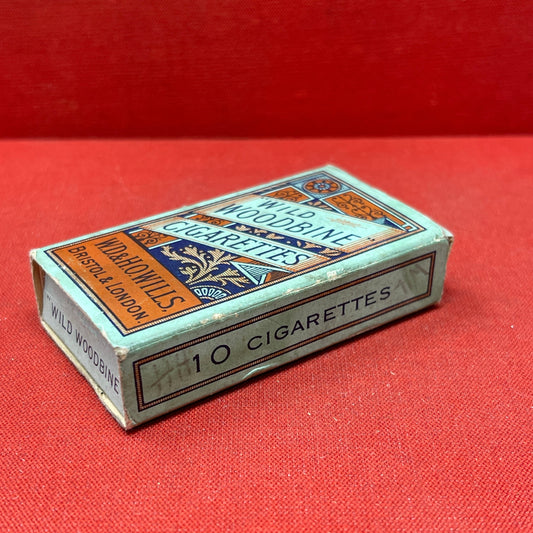 "WILD
WOODBINE"
CIGARETTES
W.D. & H.O. WILLS,
BRISTOL & LONDON
10 CIGARETTES
"WILD WOODBINE